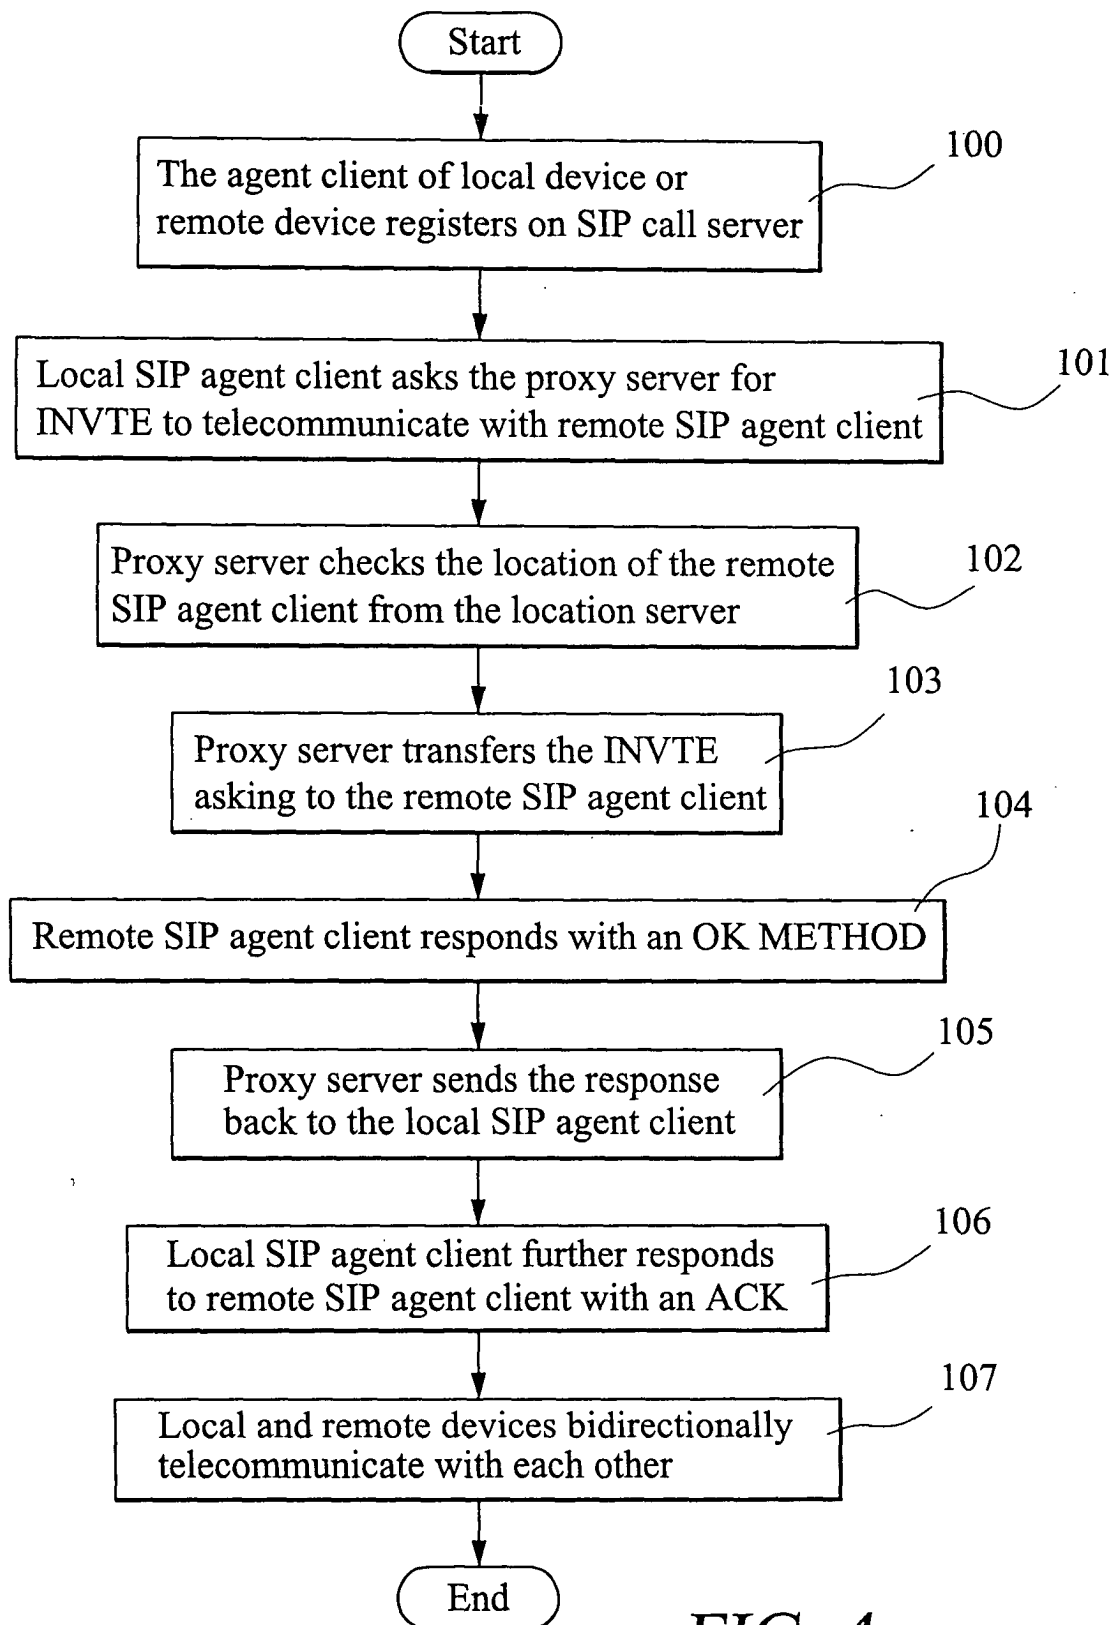 Start
100
The agent client of local device or
remote device registers on SIP call server
101
Local SIP agent client asks the proxy server for
INVTE to telecommunicate with remote SIP agent client
102
Proxy server checks the location of the remote
SIP agent client from the location server
103
Proxy server transfers the INVTE
asking to the remote SIP agent client
104
Remote SIP agent client responds with an OK METHOD
105
Proxy server sends the response
back to the local SIP agent client
106
Local SIP agent client further responds
to remote SIP agent client with an ACK
107
Local and remote devices bidirectionally
telecommunicate with each other
End
FIG. 4